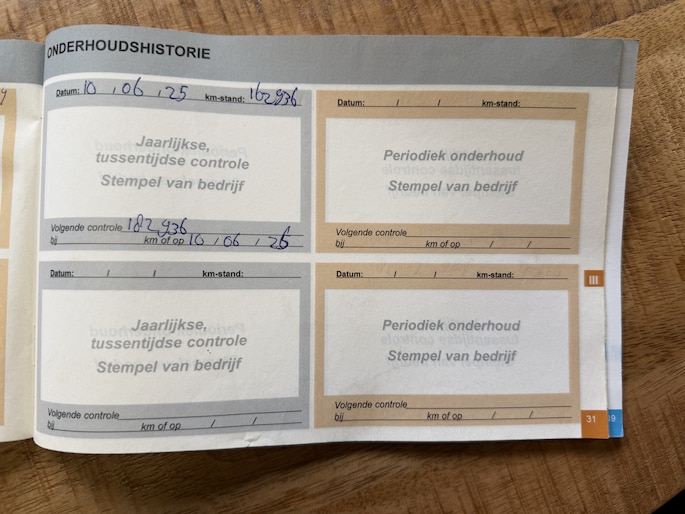 ONDERHOUDSHISTORIE
Datum: 10 / 06 / 25 km-stand: 162936
Jaarlijkse,
tussentijdse controle
Stempel van bedrijf
Volgende controle 182936
bij km of op 10 / 06 / 26
Datum: / / km-stand:
Periodiek onderhoud
Stempel van bedrijf
Volgende controle
bij km of op / /
Datum: / / km-stand:
Jaarlijkse,
tussentijdse controle
Stempel van bedrijf
Volgende controle
bij km of op / /
Datum: / / km-stand:
Periodiek onderhoud
Stempel van bedrijf
Volgende controle
bij km of op / /
III
31
19